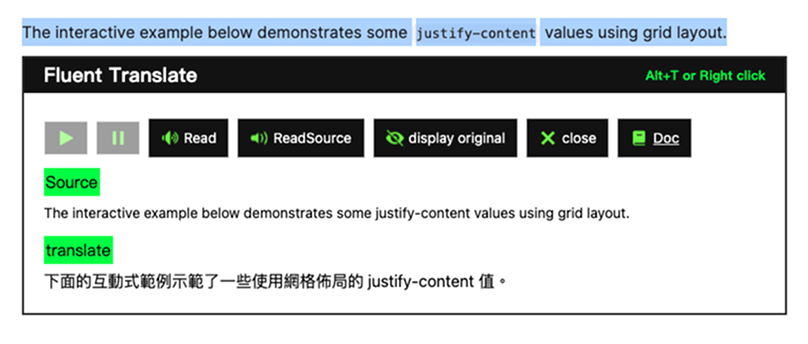 The interactive example below demonstrates some justify-content values using grid layout.
Fluent Translate Alt+T or Right click
Read ReadSource display original close Doc
Source
The interactive example below demonstrates some justify-content values using grid layout.
translate
下面的互動式範例示範了一些使用網格佈局的 justify-content 值。